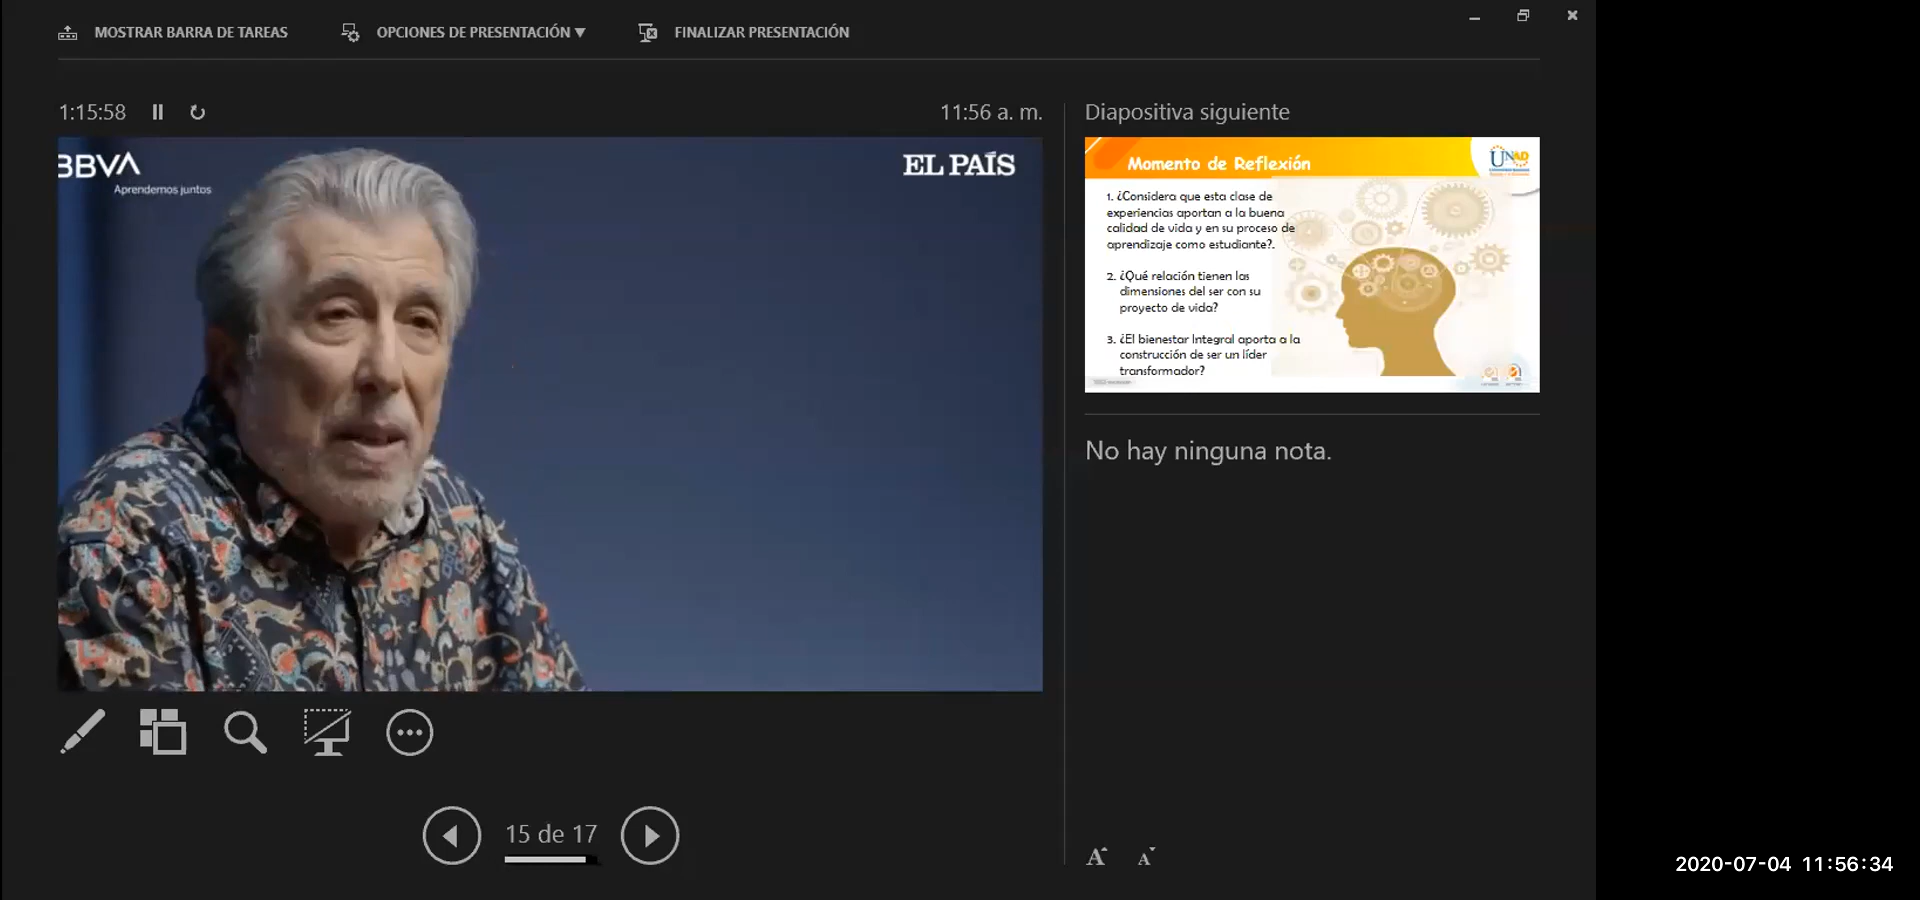 MOSTRAR BARRA DE TAREAS
OPCIONES DE PRESENTACIÓN ▼
FINALIZAR PRESENTACIÓN
1:15:58
11:56 a. m.
BBVA
Aprendemos juntos
EL PAÍS
Diapositiva siguiente
Momento de Reflexión
UNAD
1. ¿Considera que esta clase de
experiencias aportan a la buena
calidad de vida y en su proceso de
aprendizaje como estudiante?.
2. ¿Qué relación tienen las
dimensiones del ser con su
proyecto de vida?
3. ¿El bienestar Integral aporta a la
construcción de ser un líder
transformador?
No hay ninguna nota.
15 de 17
A A
2020-07-04 11:56:34